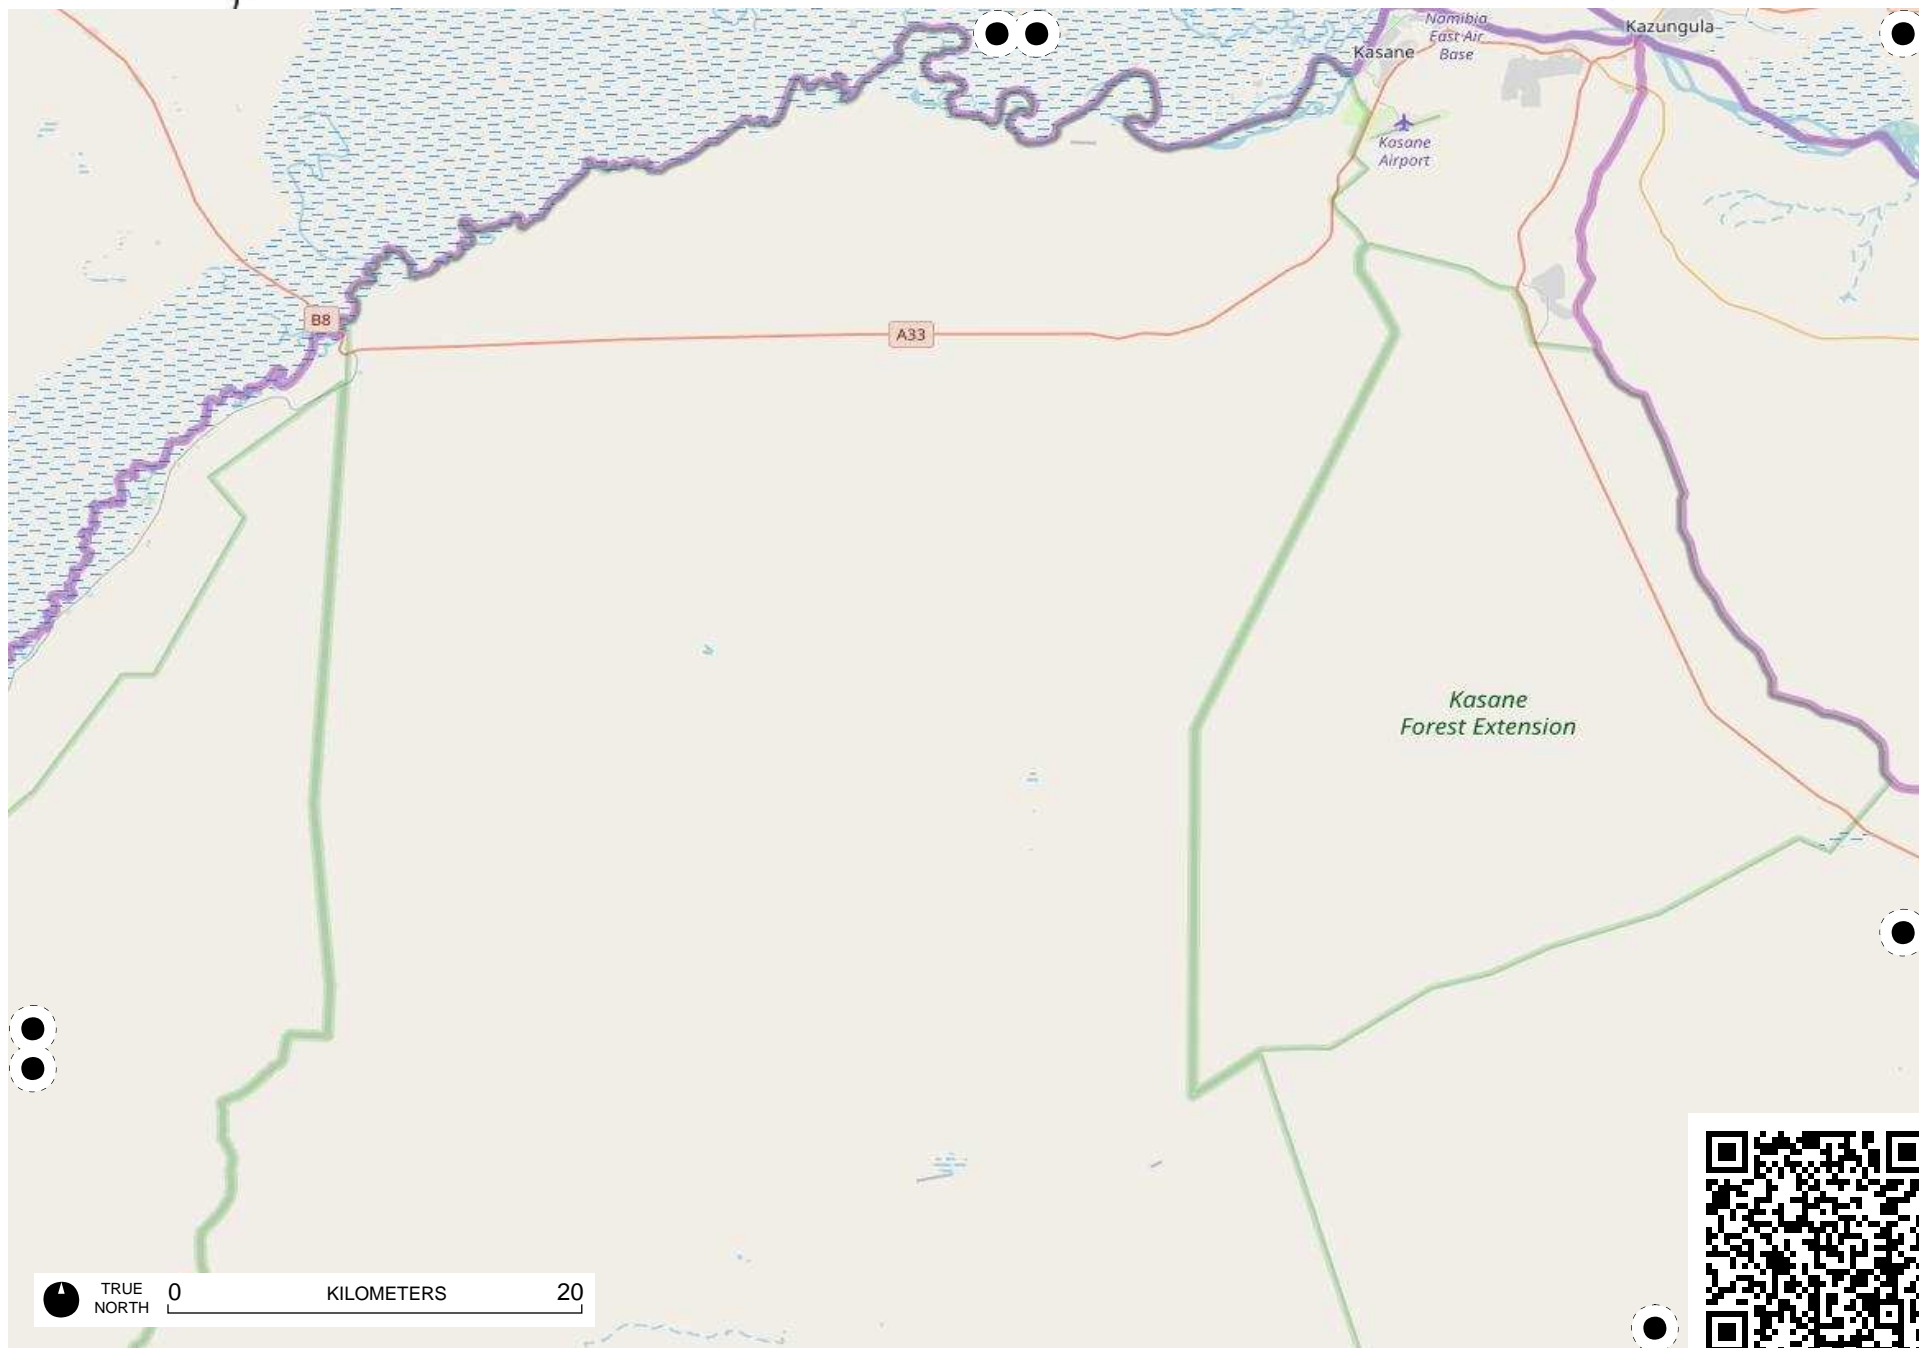 Namibia
East Air
Base
Kazungula
Kasane
Kasane
Airport
B8
A33
Kasane
Forest Extension
TRUE
NORTH
0
KILOMETERS
20